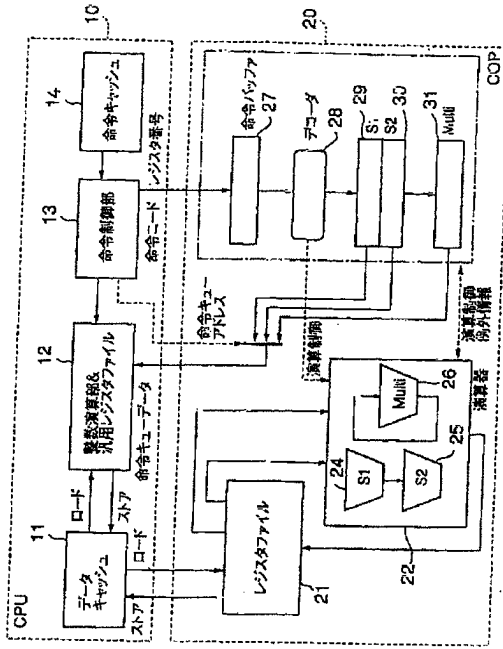 10
CPU
14
命令キャッシュ
13
命令制御部
12
整数演算部&
汎用レジスタファイル
11
データ
キャッシュ
ロード
ストア
ロード
ストア
命令コード
レジスタ番号
命令キューデータ
命令キュー
アドレス
20
COP
命令バッファ
27
デコーダ
28
29
S1
S2
30
31
Multi
演算制御
演算制御
例外情報
演算器
レジスタファイル
21
22
24
S1
S2
25
Multi
26